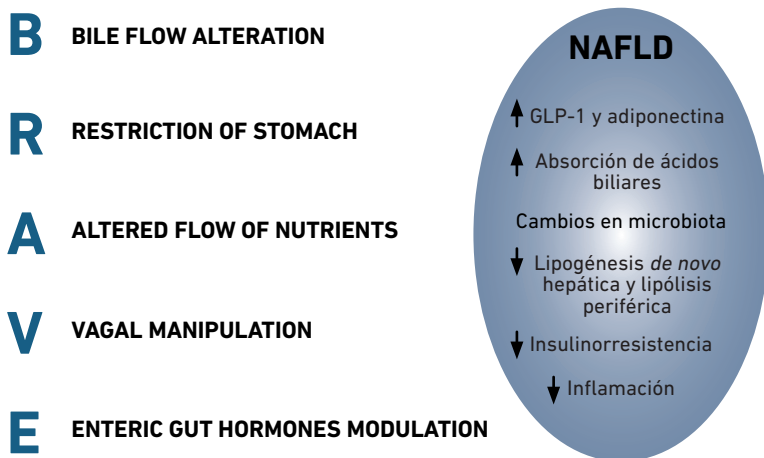 B BILE FLOW ALTERATION
R RESTRICTION OF STOMACH
A ALTERED FLOW OF NUTRIENTS
V VAGAL MANIPULATION
E ENTERIC GUT HORMONES MODULATION
NAFLD
↑ GLP-1 y adiponectina
↑ Absorción de ácidos
biliares
Cambios en microbiota
↓ Lipogénesis de novo
hepática y lipólisis
periférica
↓ Insulinorresistencia
↓ Inflamación